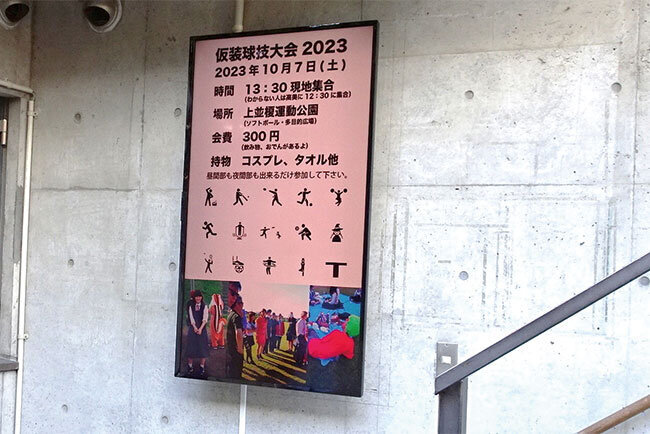 仮装球技大会 2023
2023年10月7日(土)
時間 13：30 現地集合
(わからない人は高美に12：30に集合)
場所 上並榎運動公園
(ソフトボール・多目的広場)
会費 300円
(飲み物、おでんがあるよ)
持物 コスプレ、タオル他
昼間部も夜間部も出来るだけ参加して下さい。